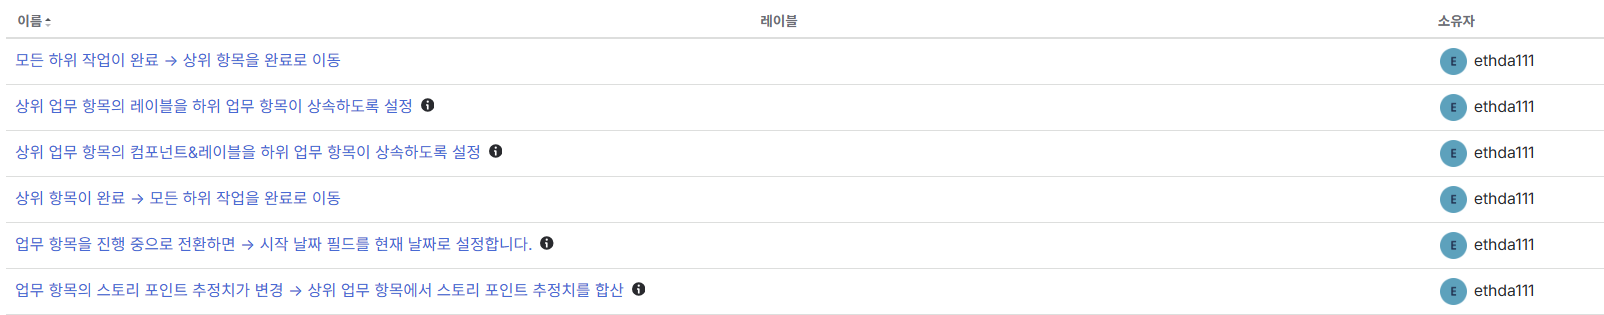 이름 레이블 소유자
모든 하위 작업이 완료 → 상위 항목을 완료로 이동 E ethda111
상위 업무 항목의 레이블을 하위 업무 항목이 상속하도록 설정 E ethda111
상위 업무 항목의 컴포넌트&레이블을 하위 업무 항목이 상속하도록 설정 E ethda111
상위 항목이 완료 → 모든 하위 작업을 완료로 이동 E ethda111
업무 항목을 진행 중으로 전환하면 → 시작 날짜 필드를 현재 날짜로 설정합니다. E ethda111
업무 항목의 스토리 포인트 추정치가 변경 → 상위 업무 항목에서 스토리 포인트 추정치를 합산 E ethda111